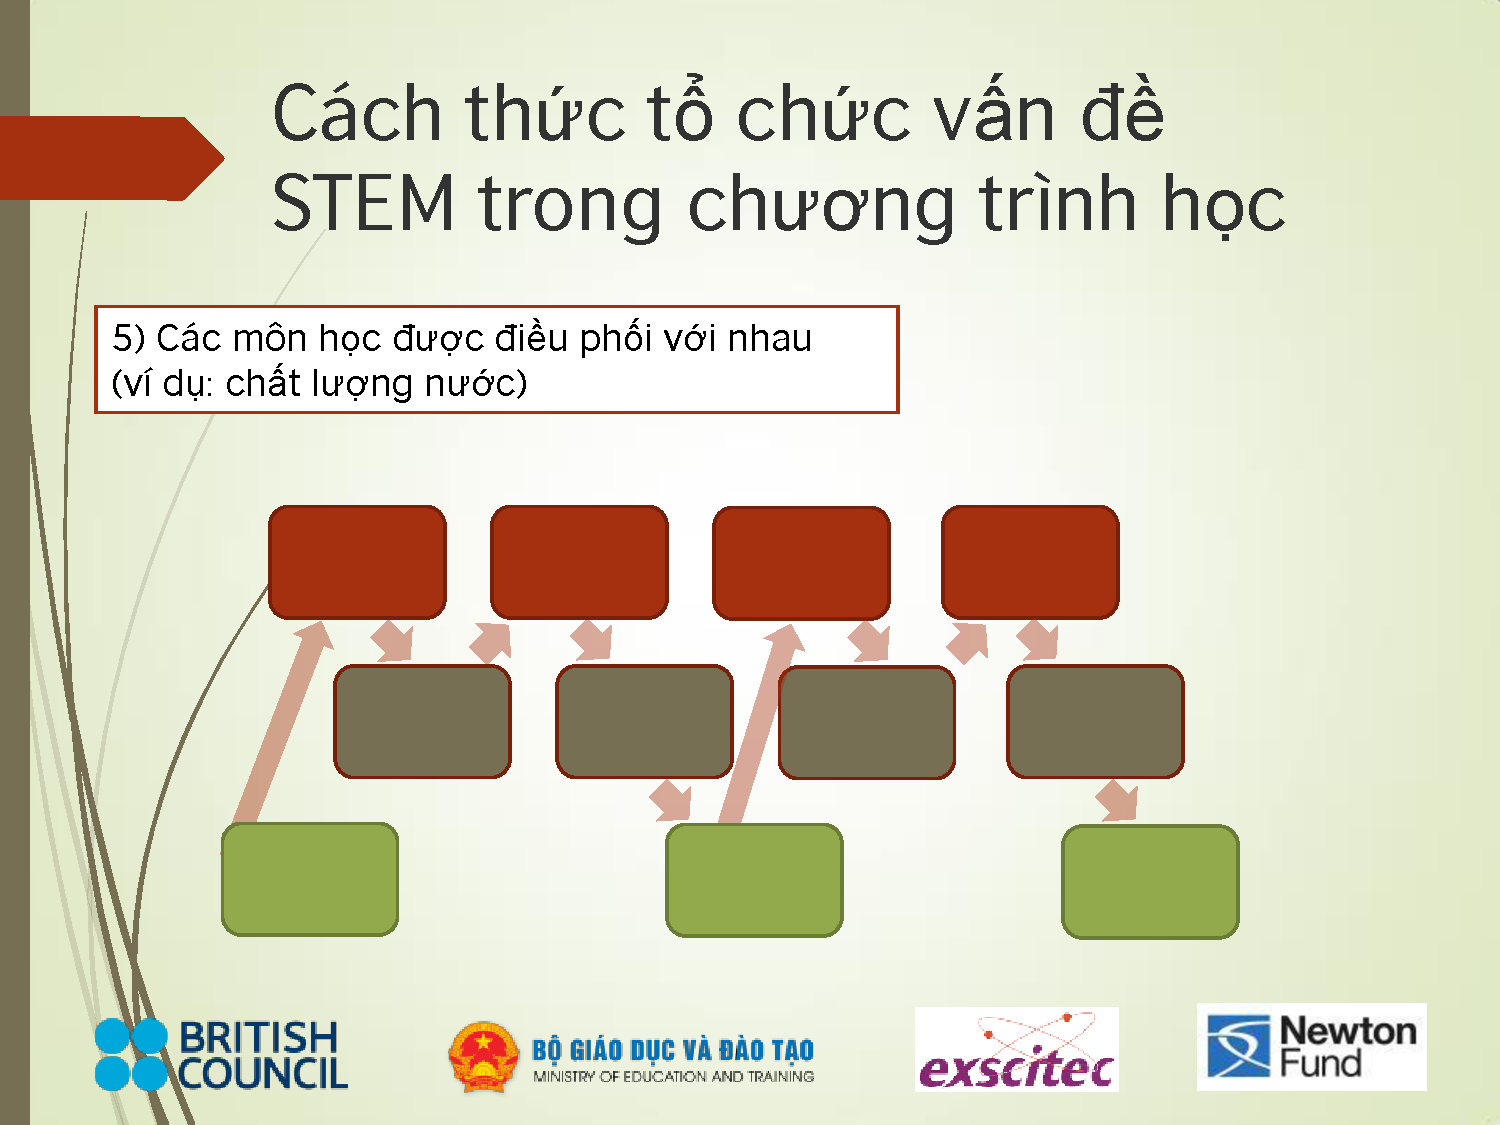 Cách thức tổ chức vấn đề
STEM trong chương trình học
5) Các môn học được điều phối với nhau
(ví dụ: chất lượng nước)
BRITISH
COUNCIL
BỘ GIÁO DỤC VÀ ĐÀO TẠO
MINISTRY OF EDUCATION AND TRAINING
exscitec
Newton
Fund